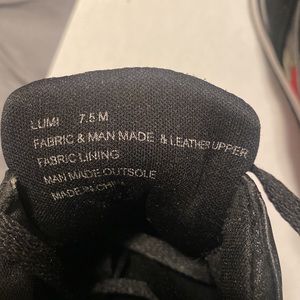 LUMI 7.5 M
FABRIC & MAN MADE & LEATHER UPPER
FABRIC LINING
MAN MADE OUTSOLE
MADE IN CHINA